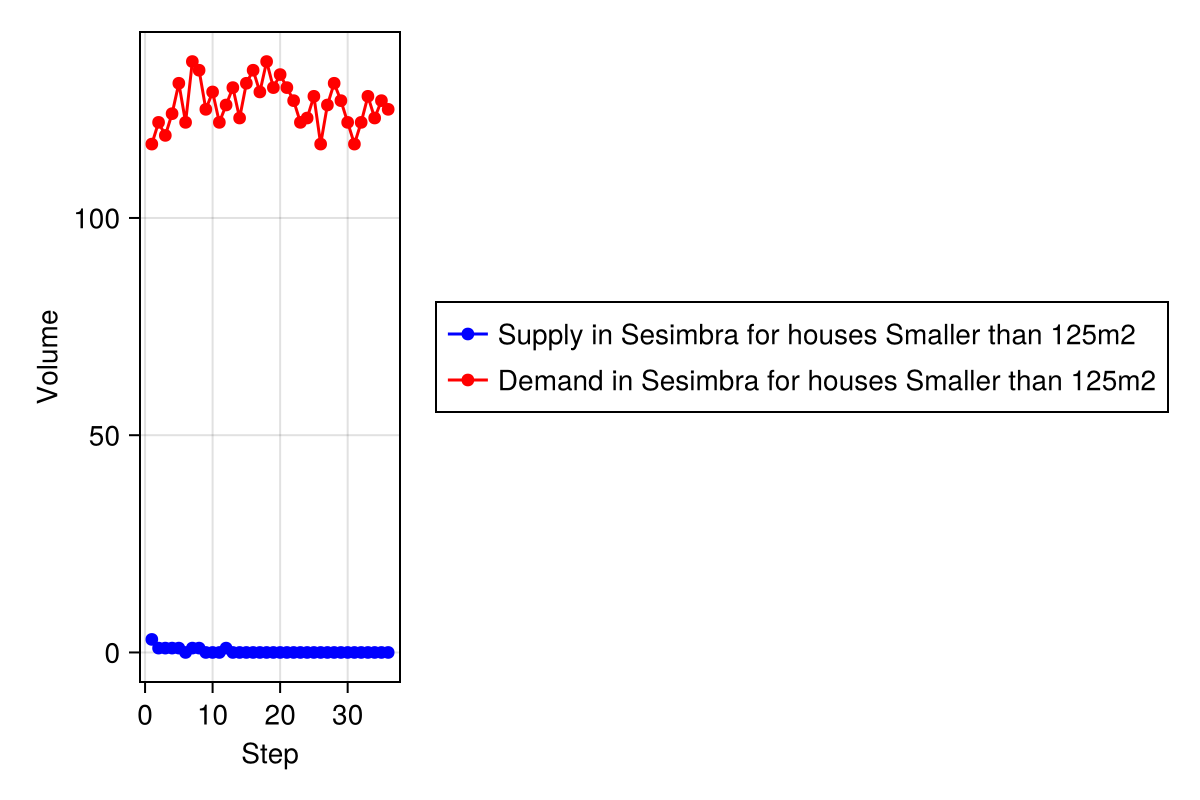 Volume
100
50
0
0 10 20 30
Step
Supply in Sesimbra for houses Smaller than 125m2
Demand in Sesimbra for houses Smaller than 125m2